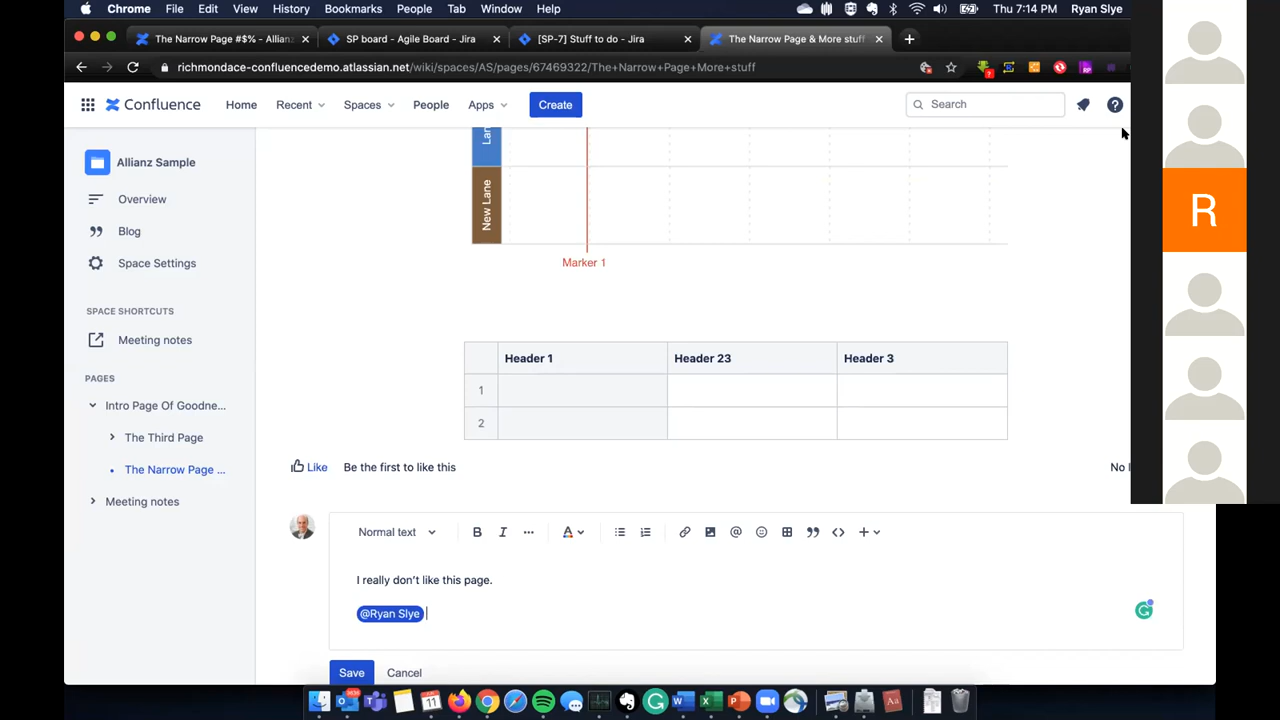 Chrome File Edit View History Bookmarks People Tab Window Help Thu 7:14 PM Ryan Slye
The Narrow Page #$% - Allianz SP board - Agile Board - Jira [SP-7] Stuff to do - Jira The Narrow Page & More stuff
richmondace-confluencedemo.atlassian.net/wiki/spaces/AS/pages/67469322/The+Narrow+Page+More+stuff
Confluence Home Recent Spaces People Apps Create Search
Allianz Sample
Overview
Blog
Space Settings
SPACE SHORTCUTS
Meeting notes
PAGES
Intro Page Of Goodne...
The Third Page
The Narrow Page ...
Meeting notes
Lan
New Lane
Marker 1
Header 1 Header 23 Header 3
1
2
Like Be the first to like this No l
Normal text
I really don't like this page.
@Ryan Slye
Save Cancel
R